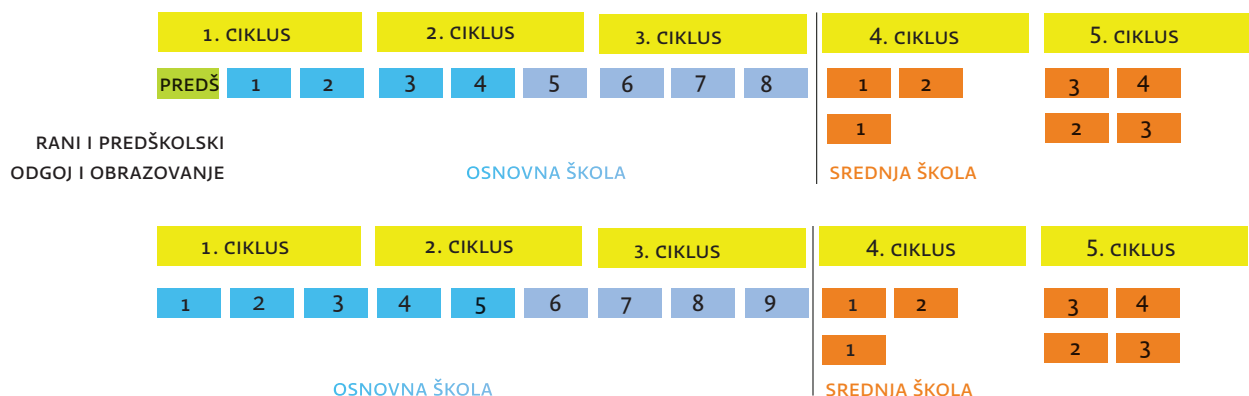 1. CIKLUS 2. CIKLUS 3. CIKLUS 4. CIKLUS 5. CIKLUS
PREDŠ 1 2 3 4 5 6 7 8 1 2 3 4
1 2 3
RANI I PREDŠKOLSKI
ODGOJ I OBRAZOVANJE OSNOVNA ŠKOLA SREDNJA ŠKOLA
1. CIKLUS 2. CIKLUS 3. CIKLUS 4. CIKLUS 5. CIKLUS
1 2 3 4 5 6 7 8 9 1 2 3 4
1 2 3
OSNOVNA ŠKOLA SREDNJA ŠKOLA